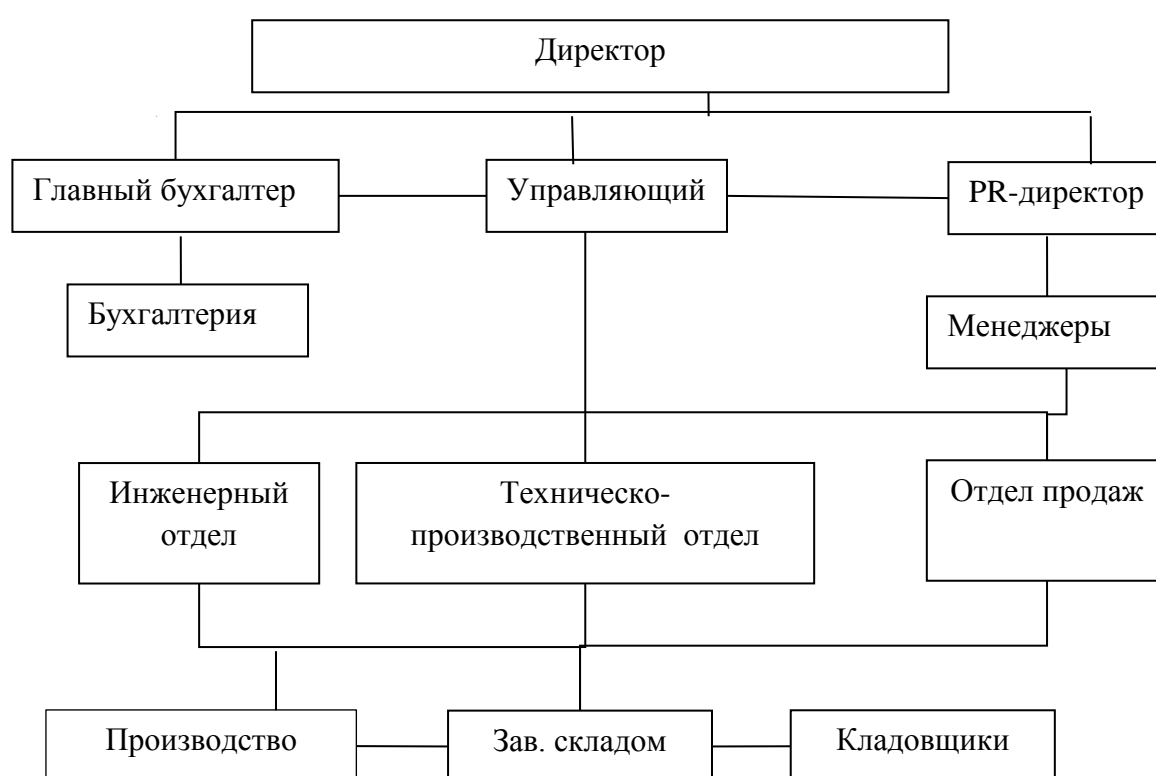 Директор
Главный бухгалтер
Управляющий
PR-директор
Бухгалтерия
Менеджеры
Инженерный
отдел
Техническо-
производственный отдел
Отдел продаж
Производство
Зав. складом
Кладовщики